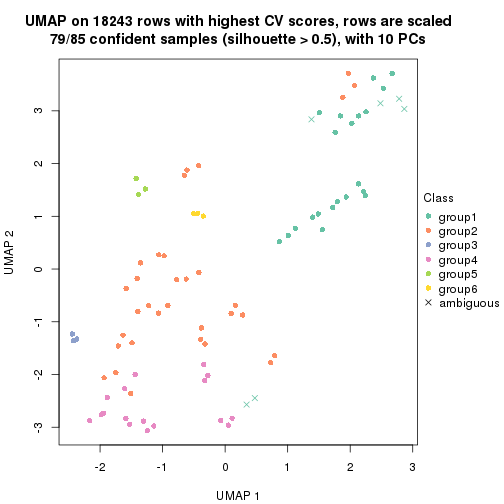 UMAP on 18243 rows with highest CV scores, rows are scaled
79/85 confident samples (silhouette > 0.5), with 10 PCs
3
2
1
0
-1
-2
-3
UMAP 2
-2
-1
0
1
2
3
UMAP 1
Class
group1
group2
group3
group4
group5
group6
ambiguous